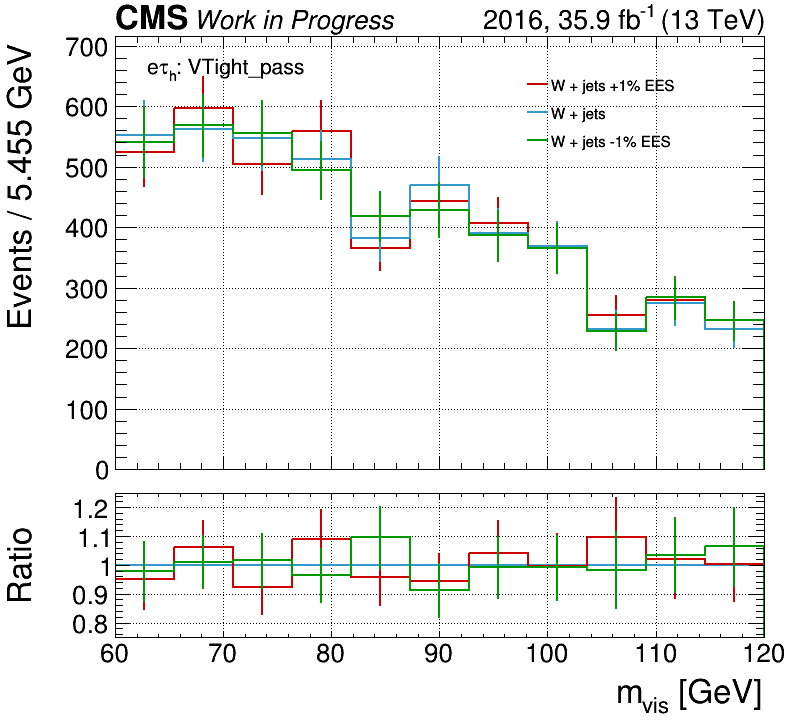 CMS Work in Progress 2016, 35.9 fb⁻¹ (13 TeV)
eτₕ: VTight_pass
W + jets +1% EES
W + jets
W + jets -1% EES
Events / 5.455 GeV
700
600
500
400
300
200
100
0
Ratio
1.2
1.1
1
0.9
0.8
60 70 80 90 100 110 120
m_vis [GeV]